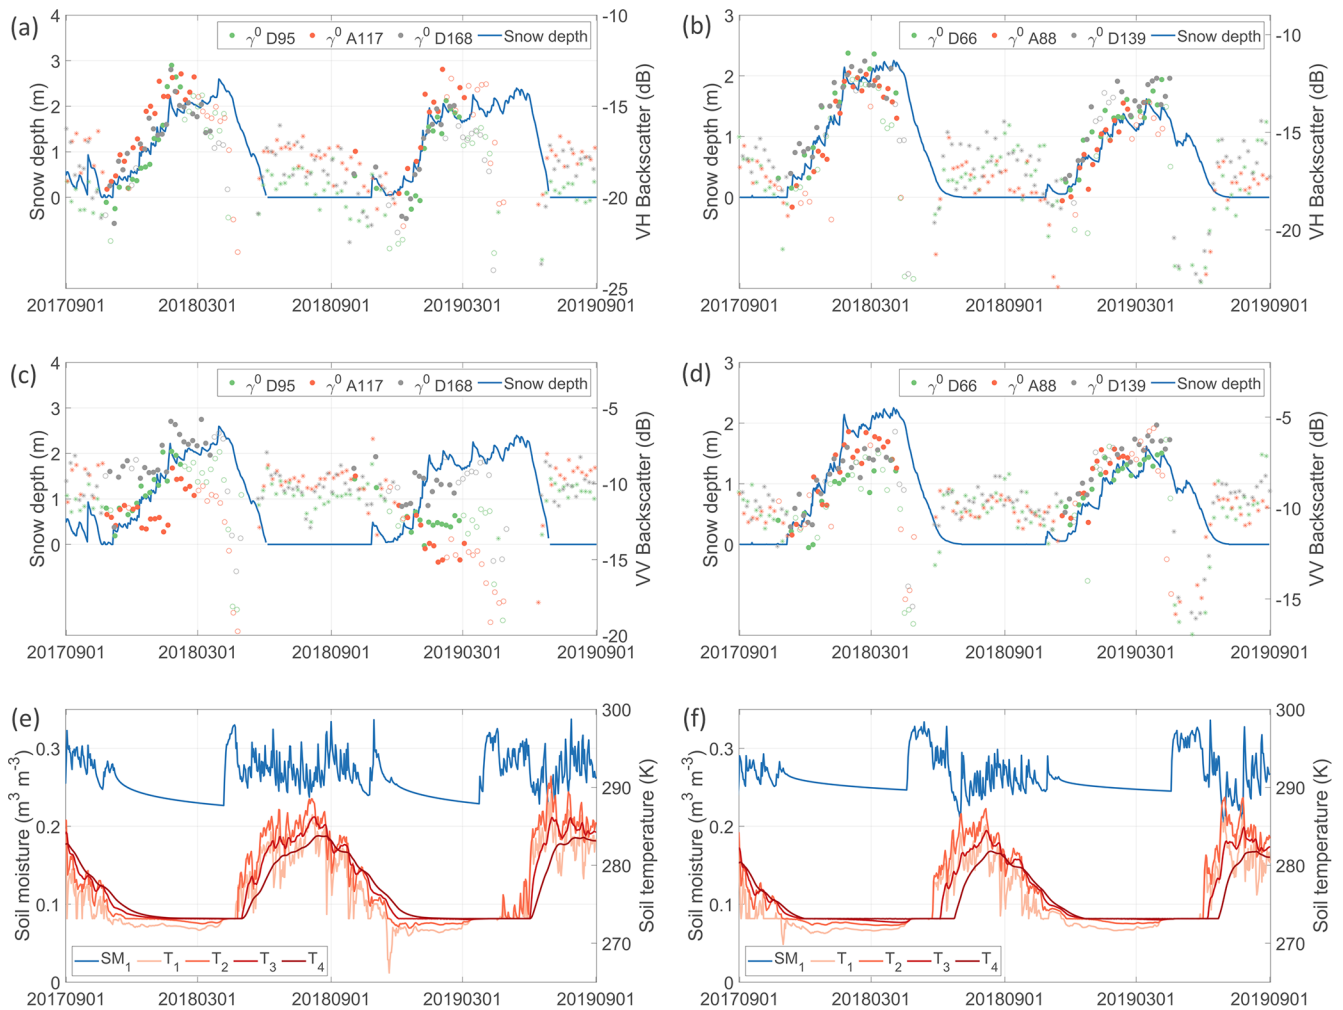 (a)
4
3
2
1
0
Snow depth (m)
γ⁰ D95 γ⁰ A117 γ⁰ D168 Snow depth
-10
-15
-20
-25
VH Backscatter (dB)
20170901 20180301 20180901 20190301 20190901
(b)
3
2
1
0
Snow depth (m)
γ⁰ D66 γ⁰ A88 γ⁰ D139 Snow depth
-10
-15
-20
VH Backscatter (dB)
20170901 20180301 20180901 20190301 20190901
(c)
4
3
2
1
0
Snow depth (m)
γ⁰ D95 γ⁰ A117 γ⁰ D168 Snow depth
-5
-10
-15
-20
VV Backscatter (dB)
20170901 20180301 20180901 20190301 20190901
(d)
3
2
1
0
Snow depth (m)
γ⁰ D66 γ⁰ A88 γ⁰ D139 Snow depth
-5
-10
-15
VV Backscatter (dB)
20170901 20180301 20180901 20190301 20190901
(e)
0.3
0.2
0.1
0
Soil moisture (m³ m⁻³)
SM₁ T₁ T₂ T₃ T₄
300
290
280
270
Soil temperature (K)
20170901 20180301 20180901 20190301 20190901
(f)
0.3
0.2
0.1
0
Soil moisture (m³ m⁻³)
SM₁ T₁ T₂ T₃ T₄
300
290
280
270
Soil temperature (K)
20170901 20180301 20180901 20190301 20190901